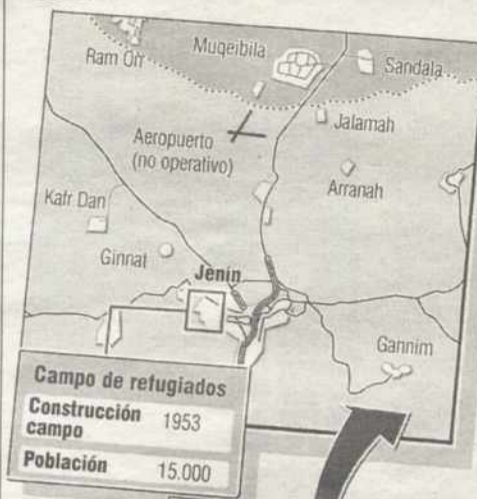 Ram On
Muqeibila
Sandala
Aeropuerto
(no operativo)
Jalamah
Kafr Dan
Arranah
Ginnat
Jenín
Gannim
Campo de refugiados
Construcción
campo
1953
Población
15.000